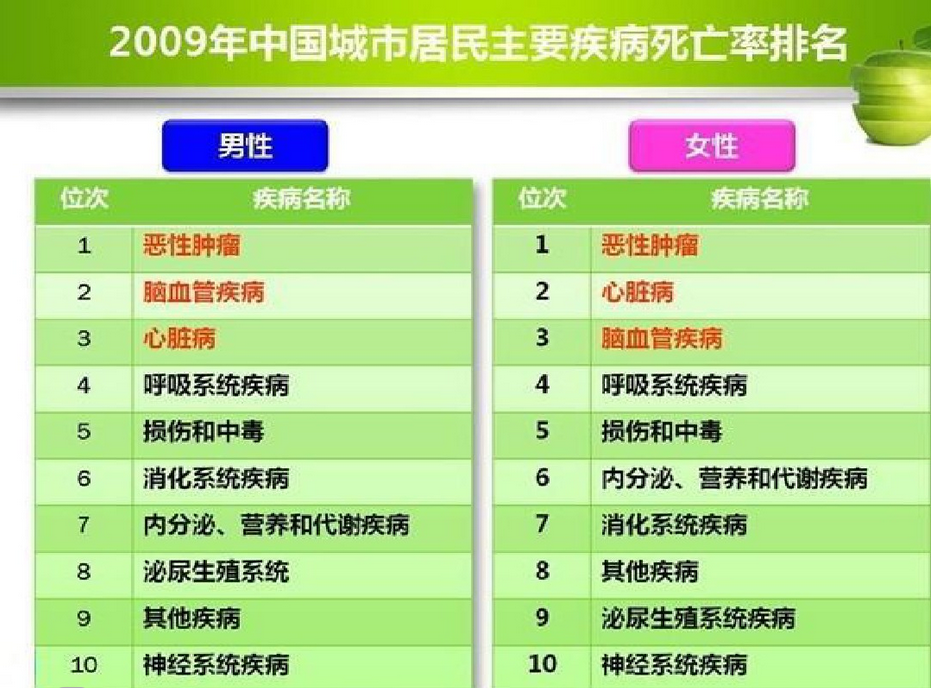 2009年中国城市居民主要疾病死亡率排名
男性
位次 疾病名称
1 恶性肿瘤
2 脑血管疾病
3 心脏病
4 呼吸系统疾病
5 损伤和中毒
6 消化系统疾病
7 内分泌、营养和代谢疾病
8 泌尿生殖系统
9 其他疾病
10 神经系统疾病
女性
位次 疾病名称
1 恶性肿瘤
2 心脏病
3 脑血管疾病
4 呼吸系统疾病
5 损伤和中毒
6 内分泌、营养和代谢疾病
7 消化系统疾病
8 其他疾病
9 泌尿生殖系统疾病
10 神经系统疾病